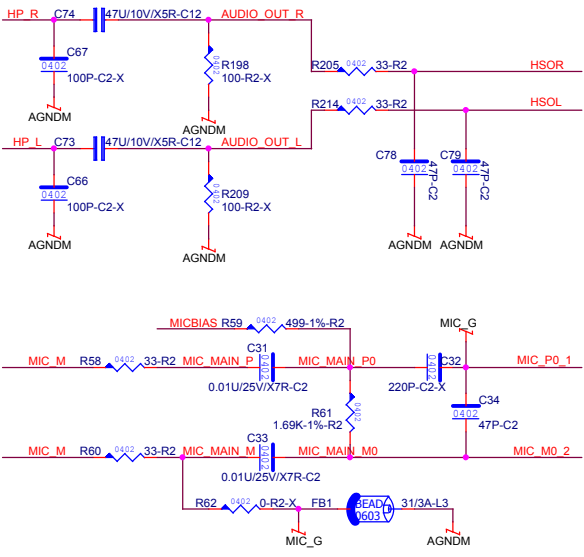 HP_R C74 47U/10V/X5R-C12 AUDIO_OUT_R
C67
0402
100P-C2-X
AGNDM
0402
R198
100-R2-X
AGNDM
R205 0402 33-R2 HSOR
R214 0402 33-R2 HSOL
HP_L C73 47U/10V/X5R-C12 AUDIO_OUT_L
C66
0402
100P-C2-X
AGNDM
0402
R209
100-R2-X
AGNDM
C78
0402
47P-C2
AGNDM
C79
0402
47P-C2
AGNDM
MICBIAS R59 0402 499-1%-R2
MIC_G
MIC_M R58 0402 33-R2 MIC_MAIN_P
C31
0402
0.01U/25V/X7R-C2
MIC_MAIN_P0
0402
C32
220P-C2-X
MIC_P0_1
R61
0402
1.69K-1%-R2
C34
0402
47P-C2
MIC_M R60 0402 33-R2 MIC_MAIN_M
C33
0402
0.01U/25V/X7R-C2
MIC_MAIN_M0
MIC_M0_2
R62 0402 0-R2-X
MIC_G
FB1 BEAD 31/3A-L3
0603
AGNDM